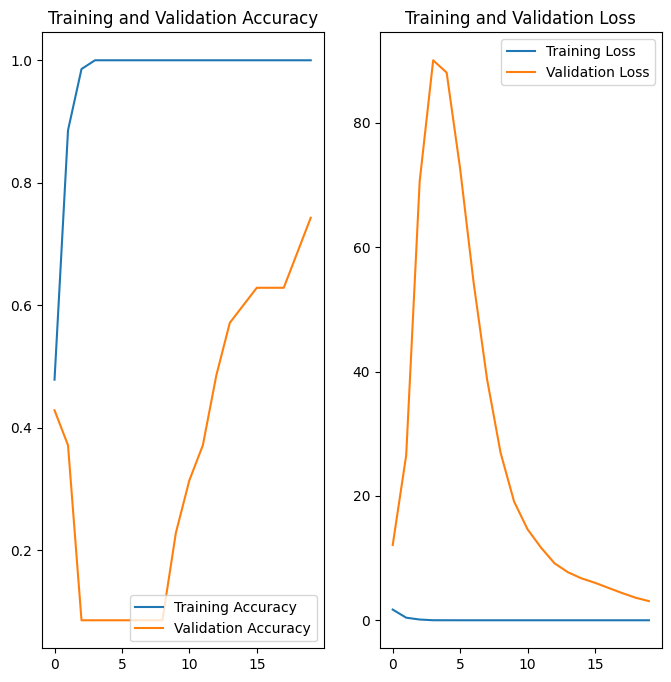 Training and Validation Accuracy
1.0
0.8
0.6
0.4
0.2
0 5 10 15
Training Accuracy
Validation Accuracy
Training and Validation Loss
80
60
40
20
0
0 5 10 15
Training Loss
Validation Loss